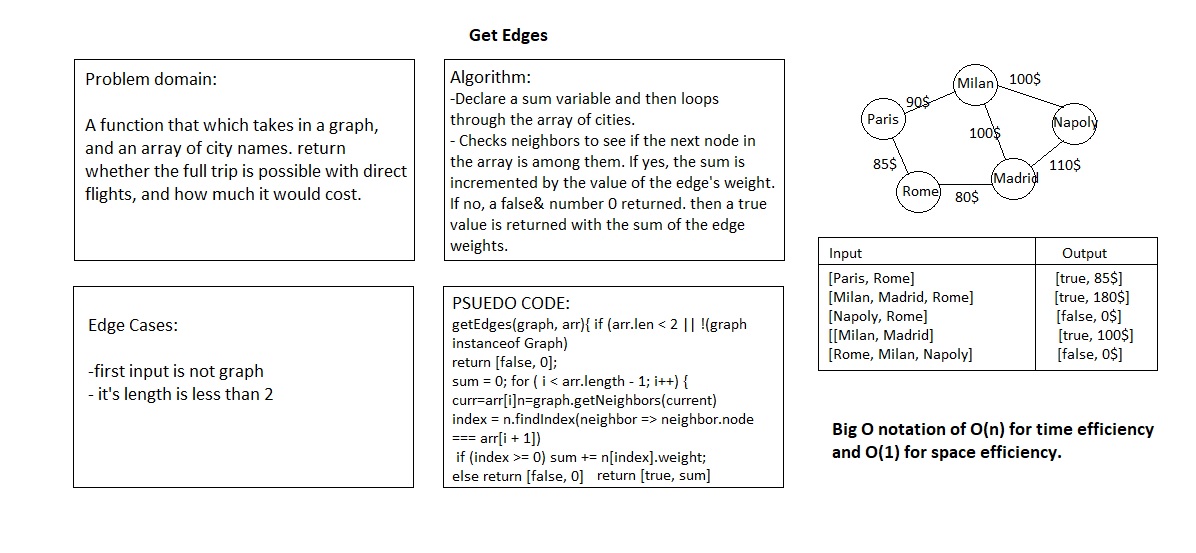 Get Edges
Problem domain:
A function that which takes in a graph,
and an array of city names. return
whether the full trip is possible with direct
flights, and how much it would cost.
Algorithm:
-Declare a sum variable and then loops
through the array of cities.
- Checks neighbors to see if the next node in
the array is among them. If yes, the sum is
incremented by the value of the edge's weight.
If no, a false& number 0 returned. then a true
value is returned with the sum of the edge
weights.
Milan
100$
90$
Paris
Napoly
100$
85$
110$
Madrid
Rome
80$
Input Output
[Paris, Rome] [true, 85$]
[Milan, Madrid, Rome] [true, 180$]
[Napoly, Rome] [false, 0$]
[[Milan, Madrid] [true, 100$]
[Rome, Milan, Napoly] [false, 0$]
Edge Cases:
-first input is not graph
- it's length is less than 2
PSUEDO CODE:
getEdges(graph, arr){ if (arr.len < 2 || !(graph
instanceof Graph)
return [false, 0];
sum = 0; for ( i < arr.length - 1; i++) {
curr=arr[i]n=graph.getNeighbors(current)
index = n.findIndex(neighbor => neighbor.node
=== arr[i + 1])
if (index >= 0) sum += n[index].weight;
else return [false, 0] return [true, sum]
Big O notation of O(n) for time efficiency
and O(1) for space efficiency.